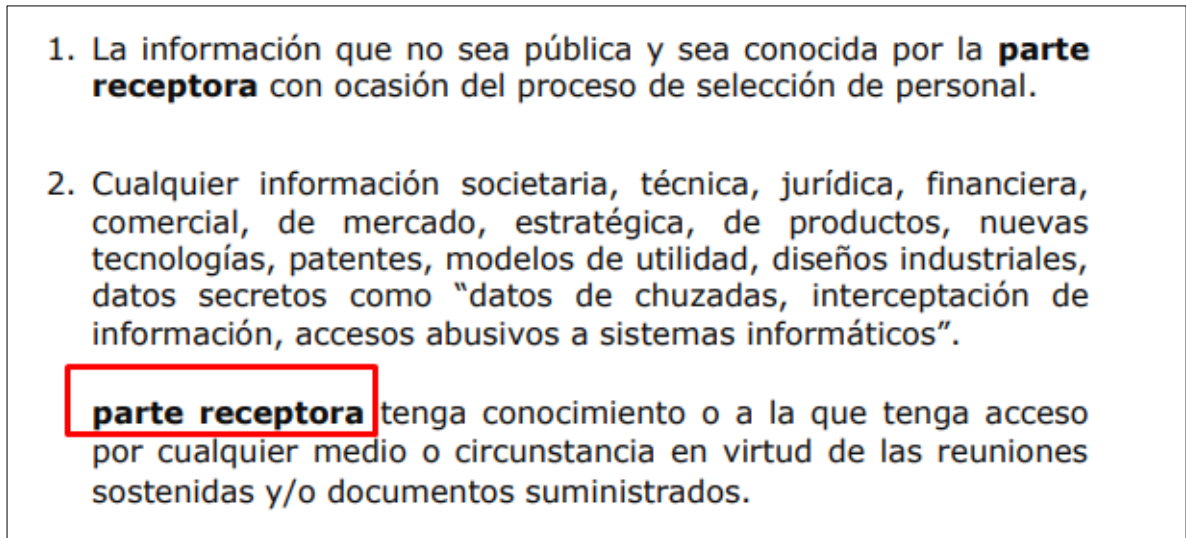 1. La información que no sea pública y sea conocida por la parte
receptora con ocasión del proceso de selección de personal.
2. Cualquier información societaria, técnica, jurídica, financiera,
comercial, de mercado, estratégica, de productos, nuevas
tecnologías, patentes, modelos de utilidad, diseños industriales,
datos secretos como “datos de chuzadas, interceptación de
información, accesos abusivos a sistemas informáticos”.
parte receptora tenga conocimiento o a la que tenga acceso
por cualquier medio o circunstancia en virtud de las reuniones
sostenidas y/o documentos suministrados.